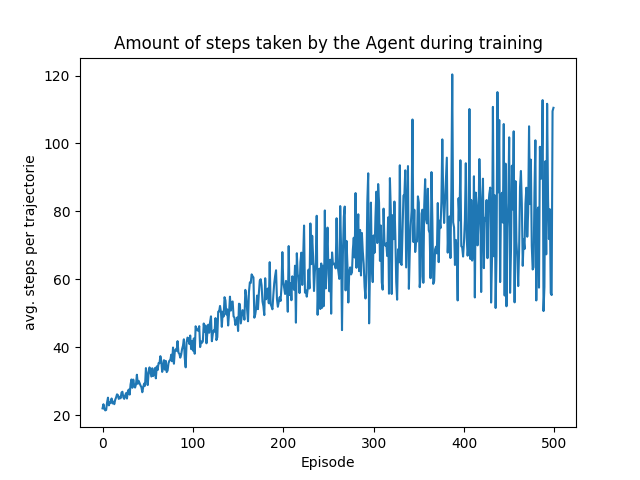 Amount of steps taken by the Agent during training
avg. steps per trajectorie
120
100
80
60
40
20
0 100 200 300 400 500
Episode